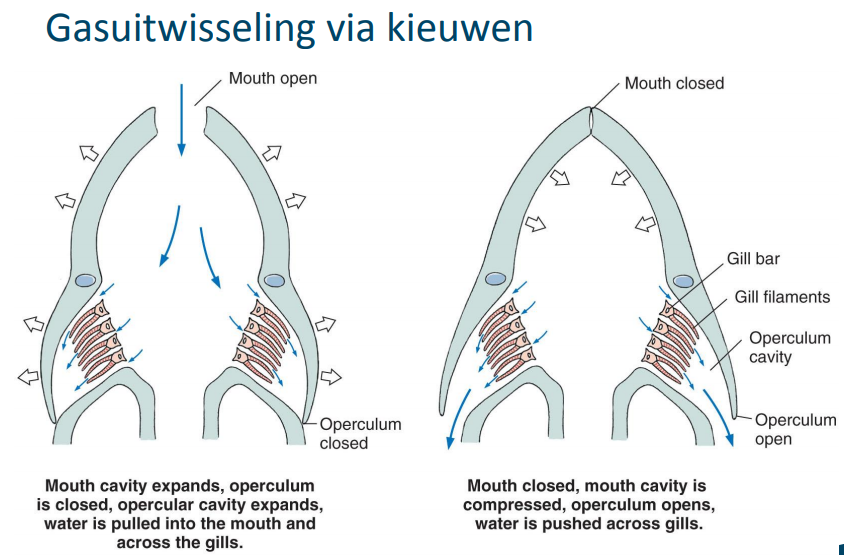 Gasuitwisseling via kieuwen
Mouth open
Operculum
closed
Mouth cavity expands, operculum
is closed, opercular cavity expands,
water is pulled into the mouth and
across the gills.
Mouth closed
Gill bar
Gill filaments
Operculum
cavity
Operculum
open
Mouth closed, mouth cavity is
compressed, operculum opens,
water is pushed across gills.